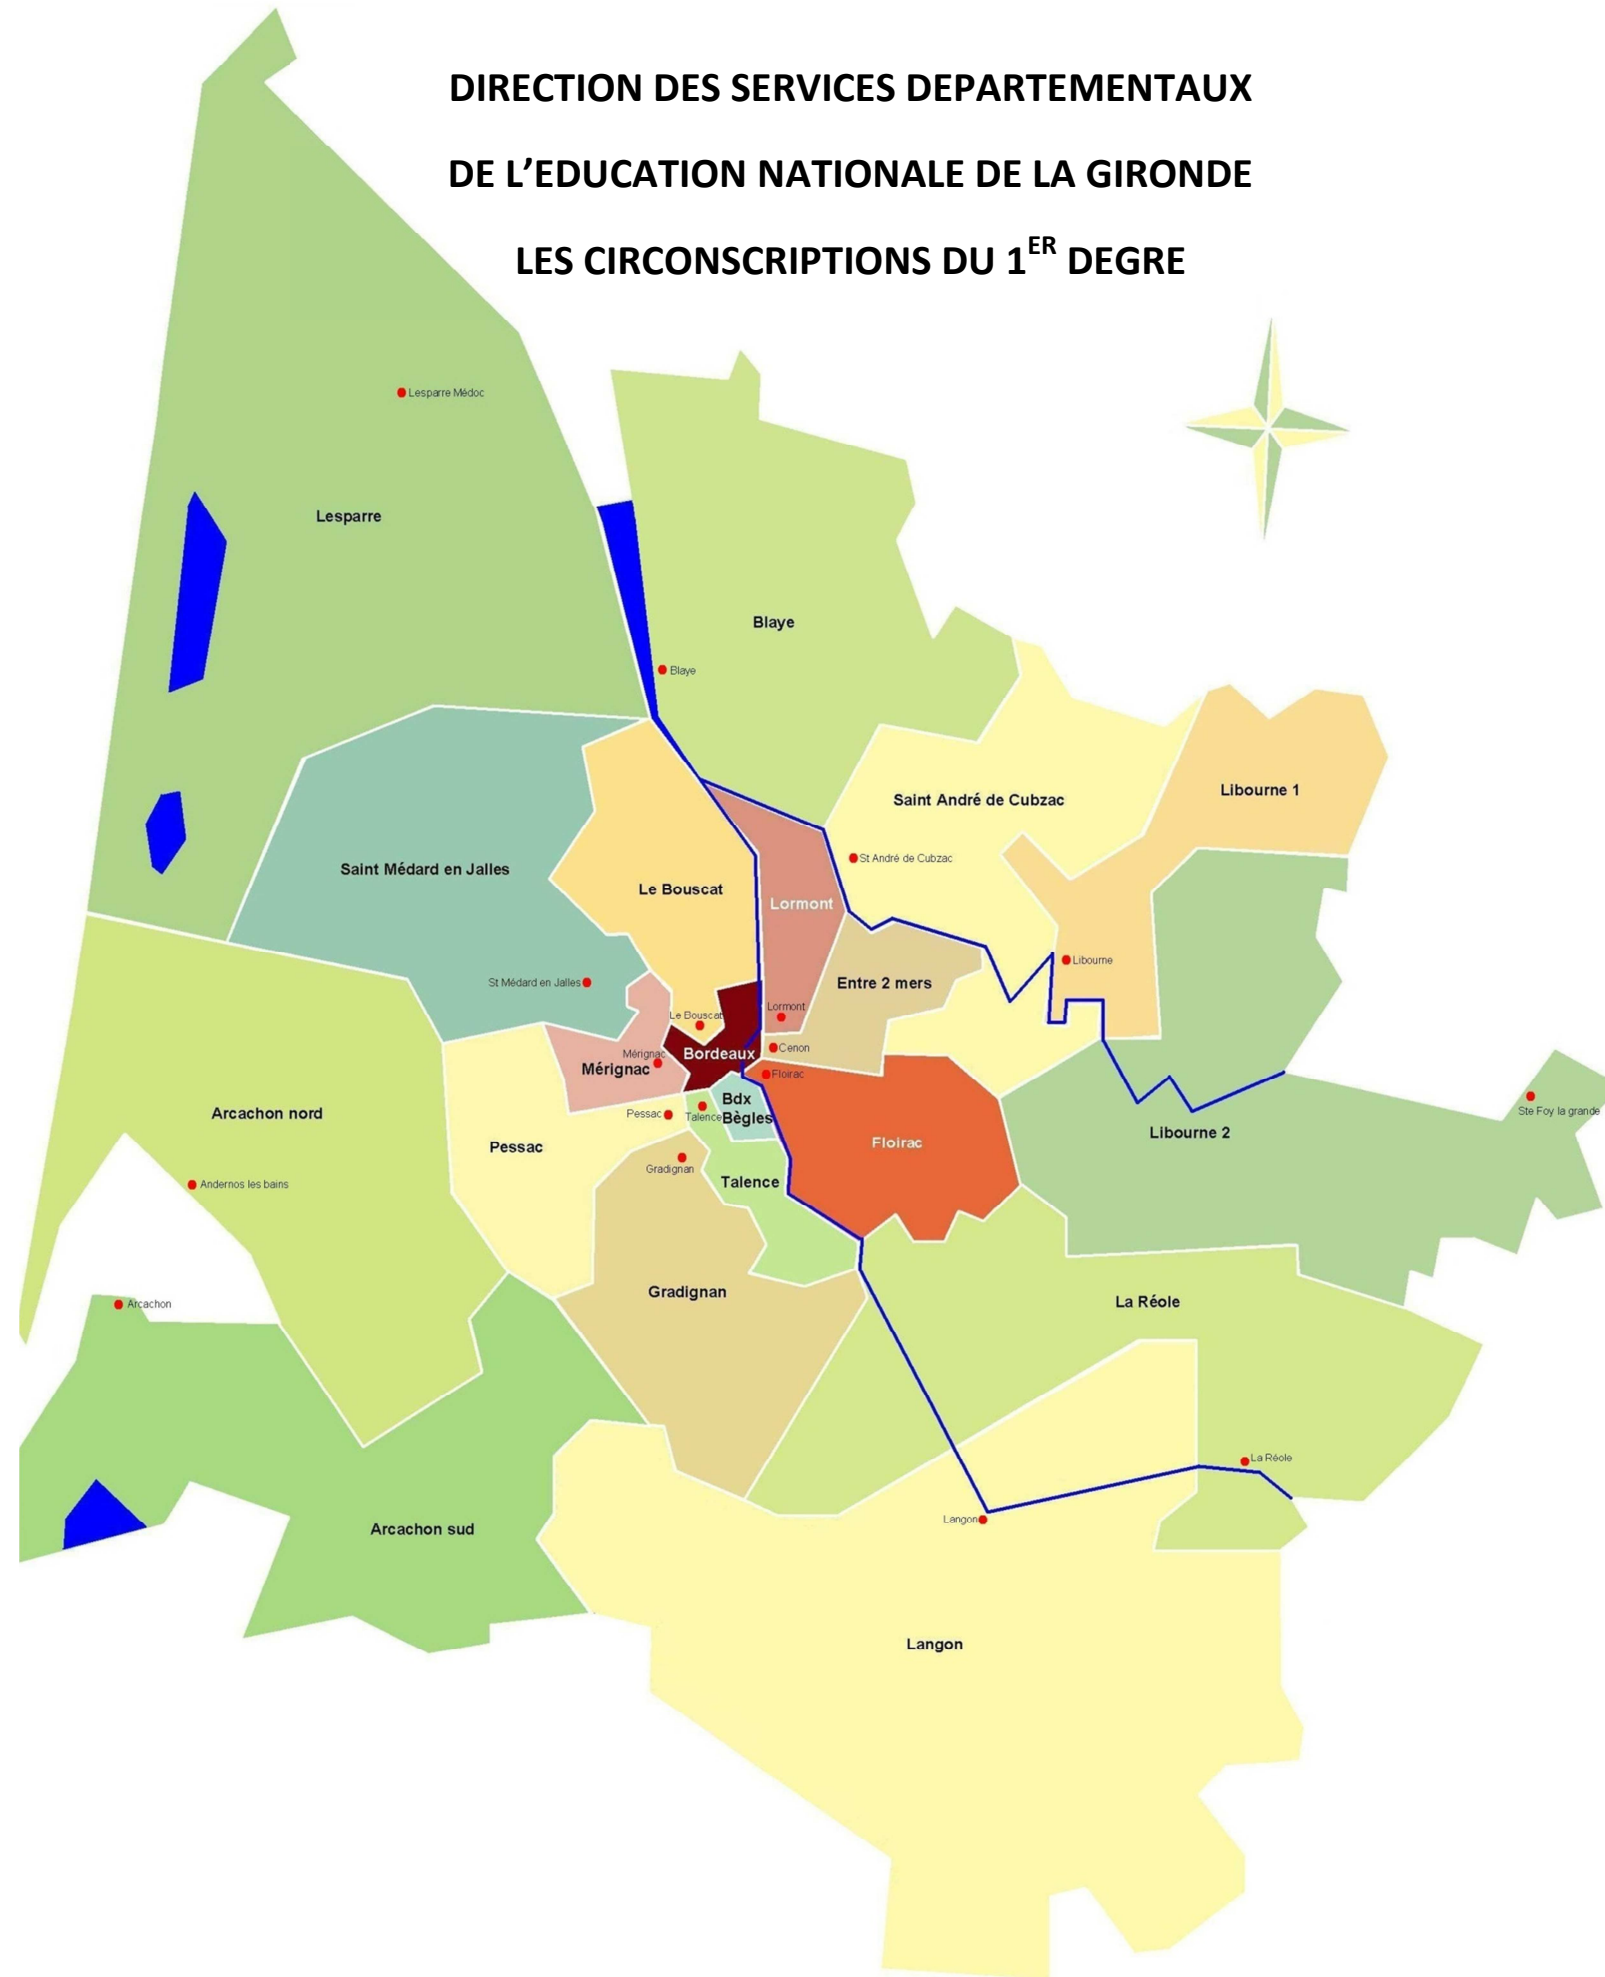 DIRECTION DES SERVICES DEPARTEMENTAUX
DE L’EDUCATION NATIONALE DE LA GIRONDE
LES CIRCONSCRIPTIONS DU 1ER DEGRE
Lesparre Médoc
Lesparre
Blaye
Blaye
Libourne 1
Saint André de Cubzac
St André de Cubzac
Saint Médard en Jalles
Le Bouscat
Lormont
Libourne
St Médard en Jalles
Entre 2 mers
Lormont
Le Bouscat
Cenon
Mérignac
Bordeaux
Mérignac
Floirac
Bdx
Bègles
Ste Foy la grande
Arcachon nord
Pessac
Talence
Libourne 2
Floirac
Pessac
Gradignan
Andernos les bains
Talence
Gradignan
La Réole
Arcachon
La Réole
Langon
Arcachon sud
Langon